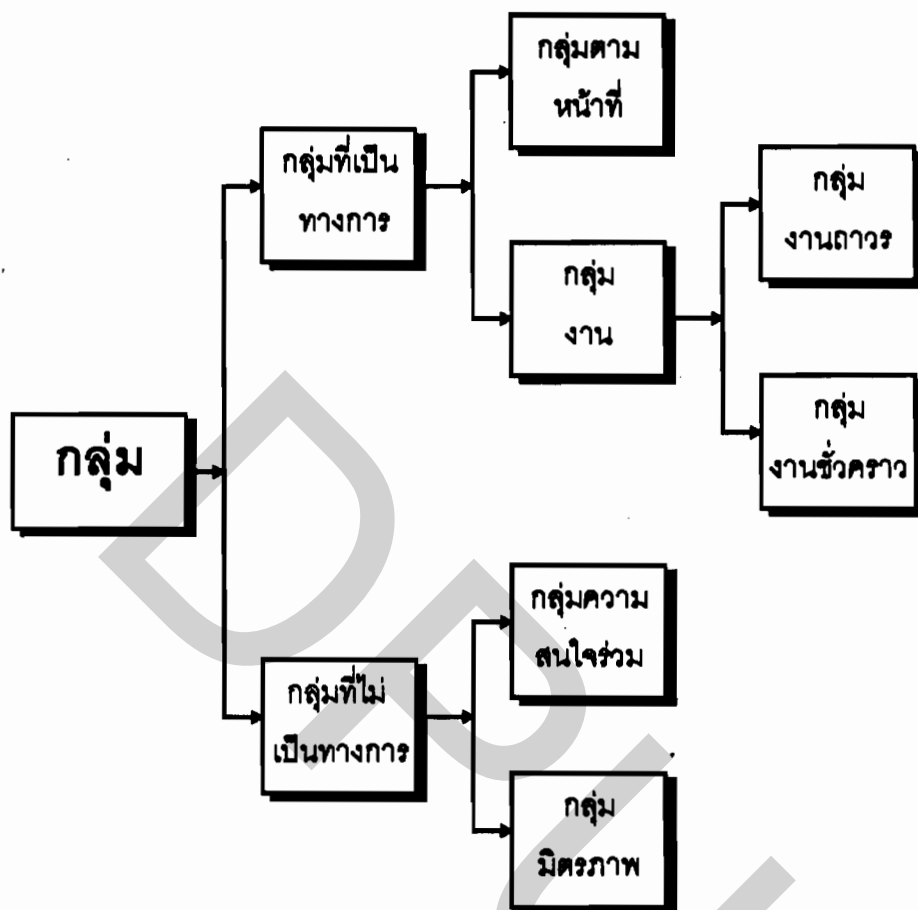 กลุ่มตาม
หน้าที่
กลุ่มที่เป็น
ทางการ
กลุ่ม
งานถาวร
กลุ่ม
งาน
กลุ่ม
งานชั่วคราว
กลุ่ม
กลุ่มความ
สนใจร่วม
กลุ่มที่ไม่
เป็นทางการ
กลุ่ม
มิตรภาพ